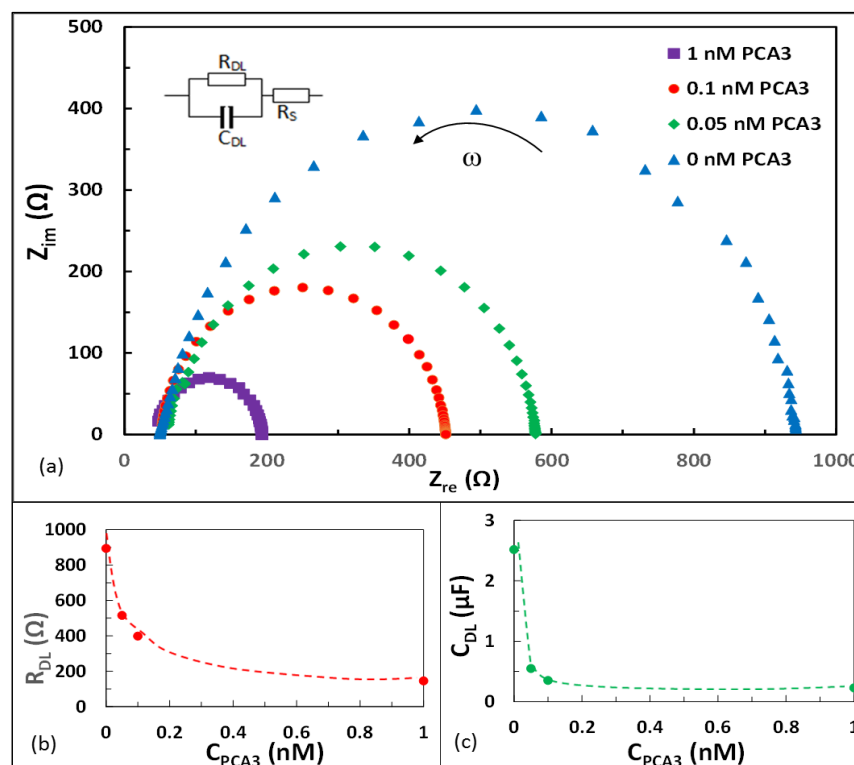 500
400
300
200
100
0
Z_im (Ω)
R_DL
C_DL
R_S
1 nM PCA3
0.1 nM PCA3
0.05 nM PCA3
0 nM PCA3
ω
(a)
0 200 400 600 800 1000
Z_re (Ω)
1000
800
600
400
200
0
R_DL (Ω)
(b)
0 0.2 0.4 0.6 0.8 1
C_PCA3 (nM)
3
2
1
0
C_DL (µF)
(c)
0 0.2 0.4 0.6 0.8 1
C_PCA3 (nM)